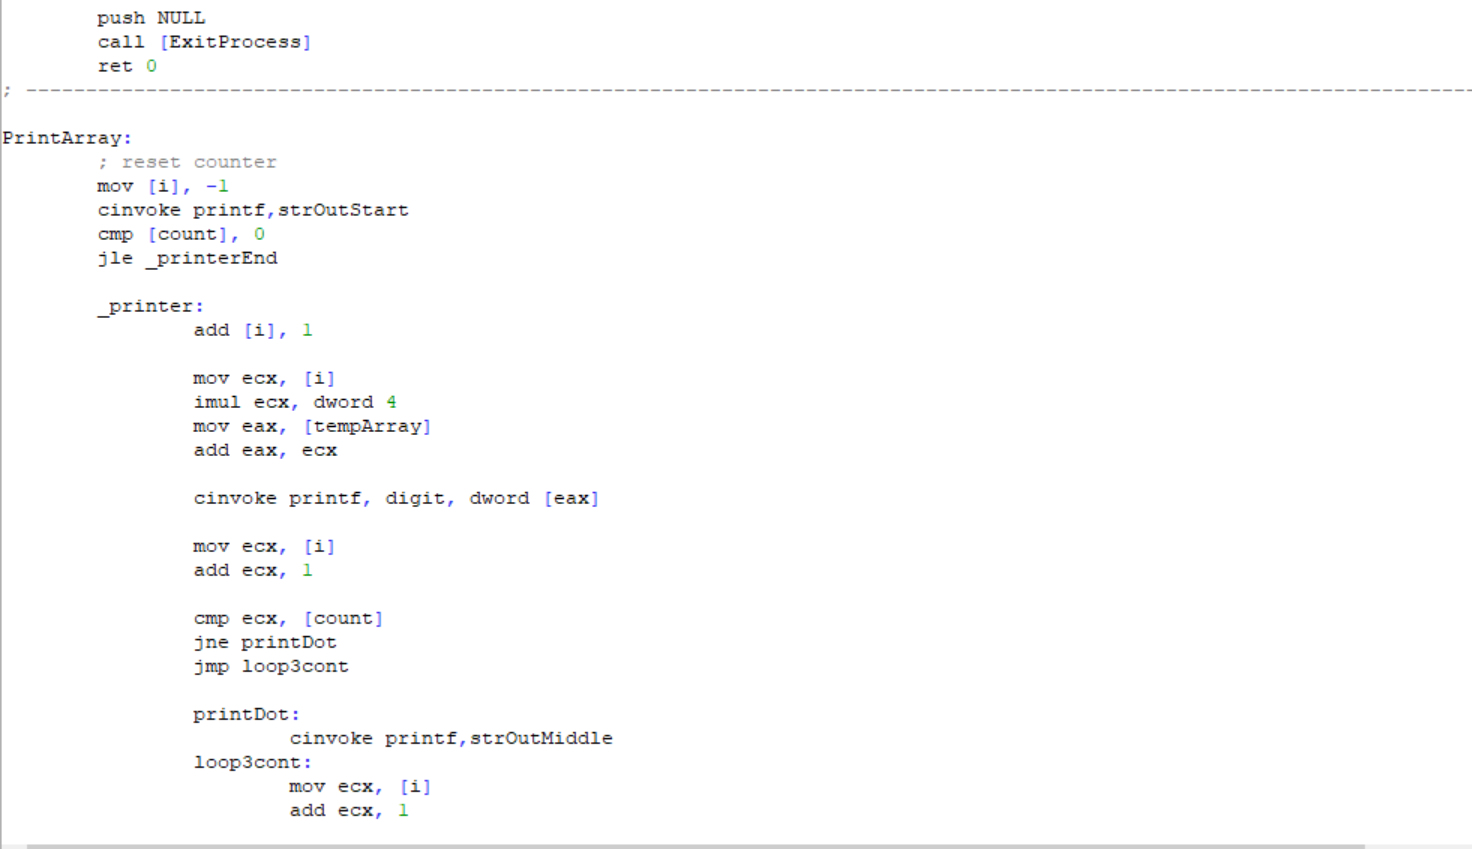 push NULL
call [ExitProcess]
ret 0
; ------------------------------------------------------------------------------------------------------------------------
PrintArray:
; reset counter
mov [i], -1
cinvoke printf,strOutStart
cmp [count], 0
jle _printerEnd
_printer:
add [i], 1
mov ecx, [i]
imul ecx, dword 4
mov eax, [tempArray]
add eax, ecx
cinvoke printf, digit, dword [eax]
mov ecx, [i]
add ecx, 1
cmp ecx, [count]
jne printDot
jmp loop3cont
printDot:
cinvoke printf,strOutMiddle
loop3cont:
mov ecx, [i]
add ecx, 1